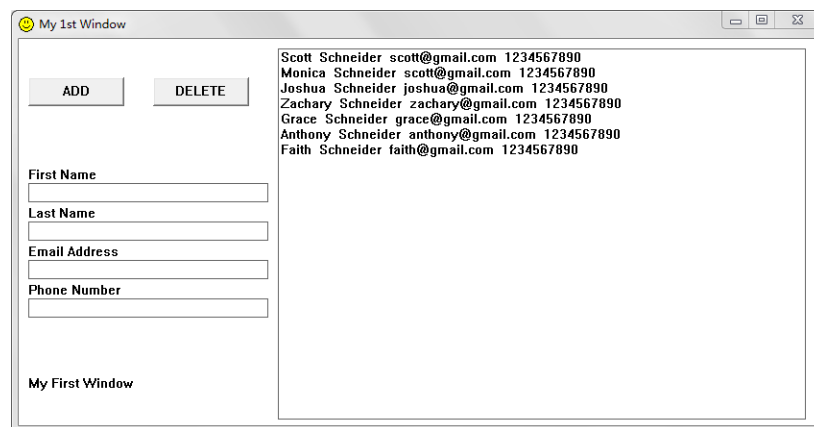 My 1st Window
ADD
DELETE
First Name
Last Name
Email Address
Phone Number
My First Window
Scott Schneider scott@gmail.com 1234567890
Monica Schneider scott@gmail.com 1234567890
Joshua Schneider joshua@gmail.com 1234567890
Zachary Schneider zachary@gmail.com 1234567890
Grace Schneider grace@gmail.com 1234567890
Anthony Schneider anthony@gmail.com 1234567890
Faith Schneider faith@gmail.com 1234567890